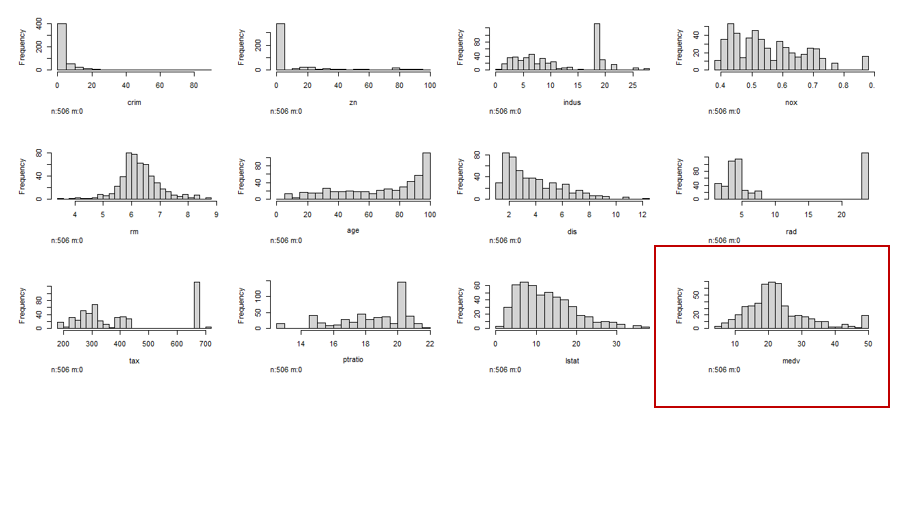 Frequency
0 200 400
0 20 40 60 80
crim
n:506 m:0
Frequency
0 200
0 20 40 60 80 100
zn
n:506 m:0
Frequency
0 40 80
0 5 10 15 20 25
indus
n:506 m:0
Frequency
0 20 40
0.4 0.5 0.6 0.7 0.8 0.
nox
n:506 m:0
Frequency
0 40 80
4 5 6 7 8 9
rm
n:506 m:0
Frequency
0 40 100
0 20 40 60 80 100
age
n:506 m:0
Frequency
0 40 80
2 4 6 8 10 12
dis
n:506 m:0
Frequency
0 40 100
5 10 15 20
rad
n:506 m:0
Frequency
0 40 80
200 300 400 500 600 700
tax
n:506 m:0
Frequency
0 50 150
14 16 18 20 22
ptratio
n:506 m:0
Frequency
0 30 60
0 10 20 30
lstat
n:506 m:0
Frequency
0 20 50
10 20 30 40 50
medv
n:506 m:0